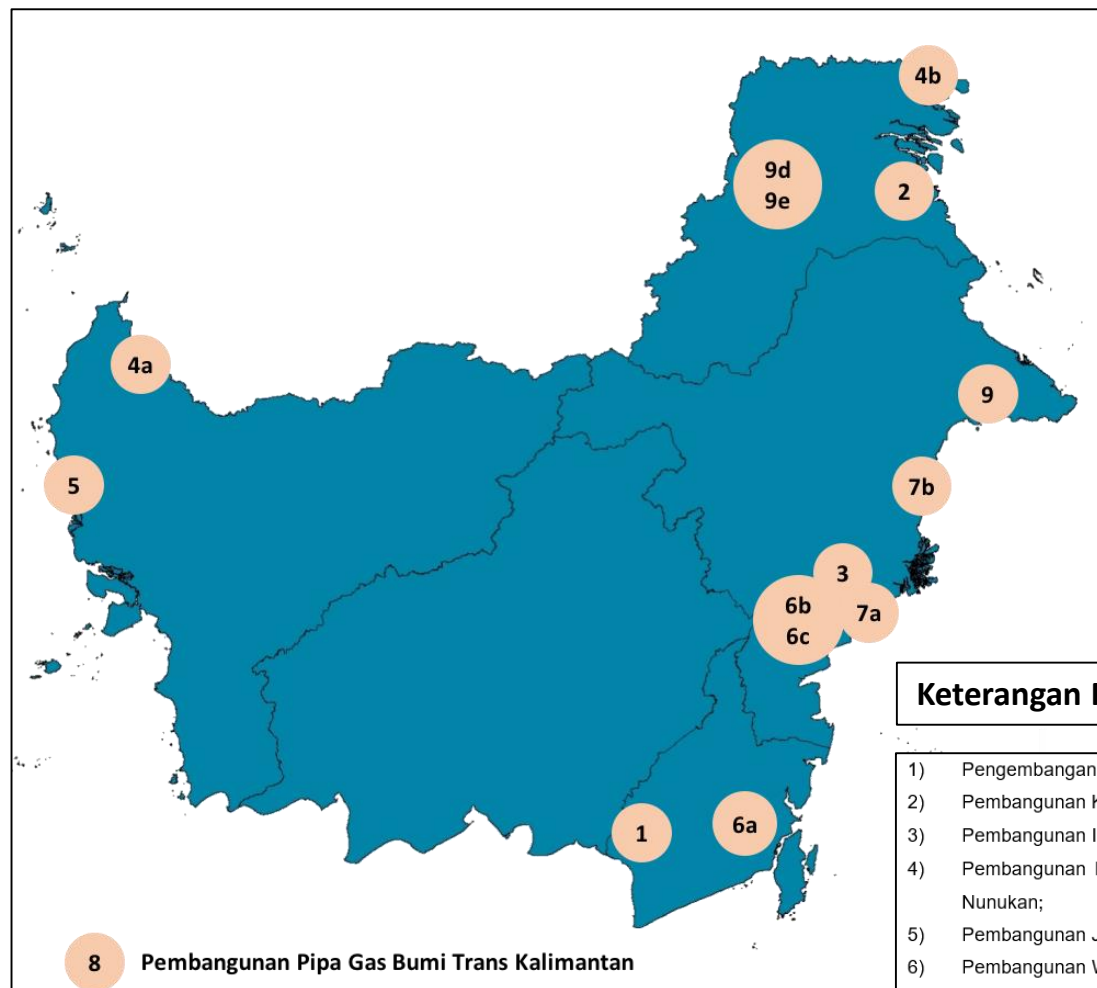 4b
9d
9e
2
4a
9
5
7b
3
6b
6c
7a
Keterangan
1) Pengembangan
2) Pembangunan
3) Pembangunan
4) Pembangunan
Nunukan;
5) Pembangunan
6) Pembangunan
1
6a
8 Pembangunan Pipa Gas Bumi Trans Kalimantan